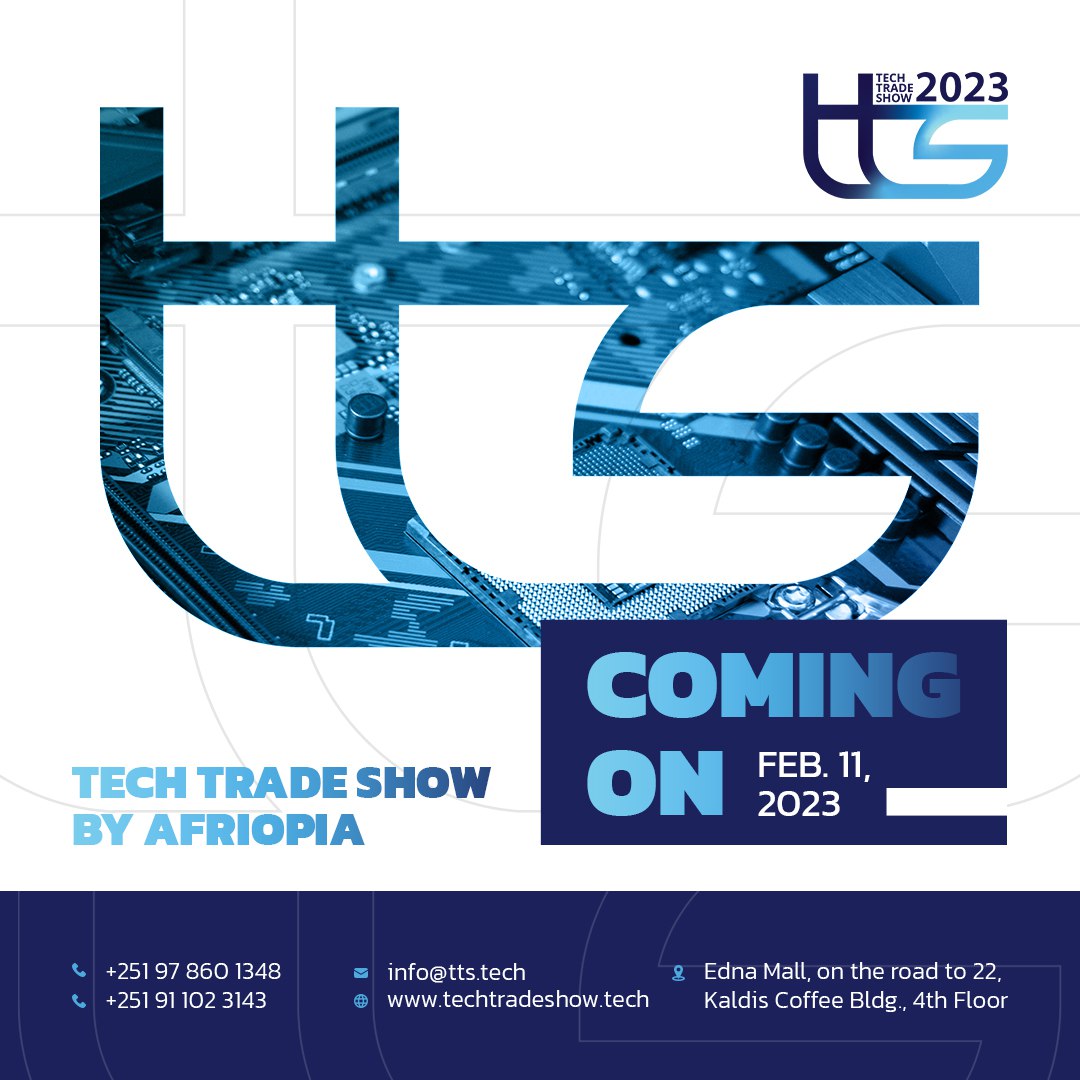 TECH
TRADE
SHOW
2023
tts
tts
COMING
ON
FEB. 11,
2023
TECH TRADE SHOW
BY AFRIOPIA
+251 97 860 1348
+251 91 102 3143
info@tts.tech
www.techtradeshow.tech
Edna Mall, on the road to 22,
Kaldis Coffee Bldg., 4th Floor